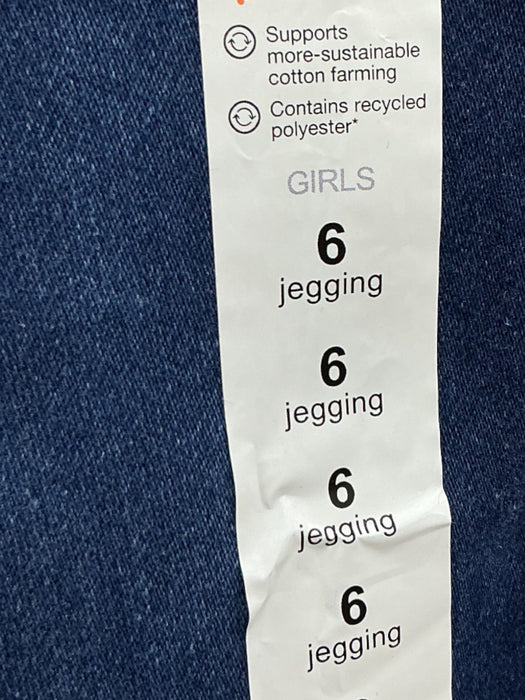 Supports
more-sustainable
cotton farming
Contains recycled
polyester*
GIRLS
6
jegging
6
jegging
6
jegging
6
jegging